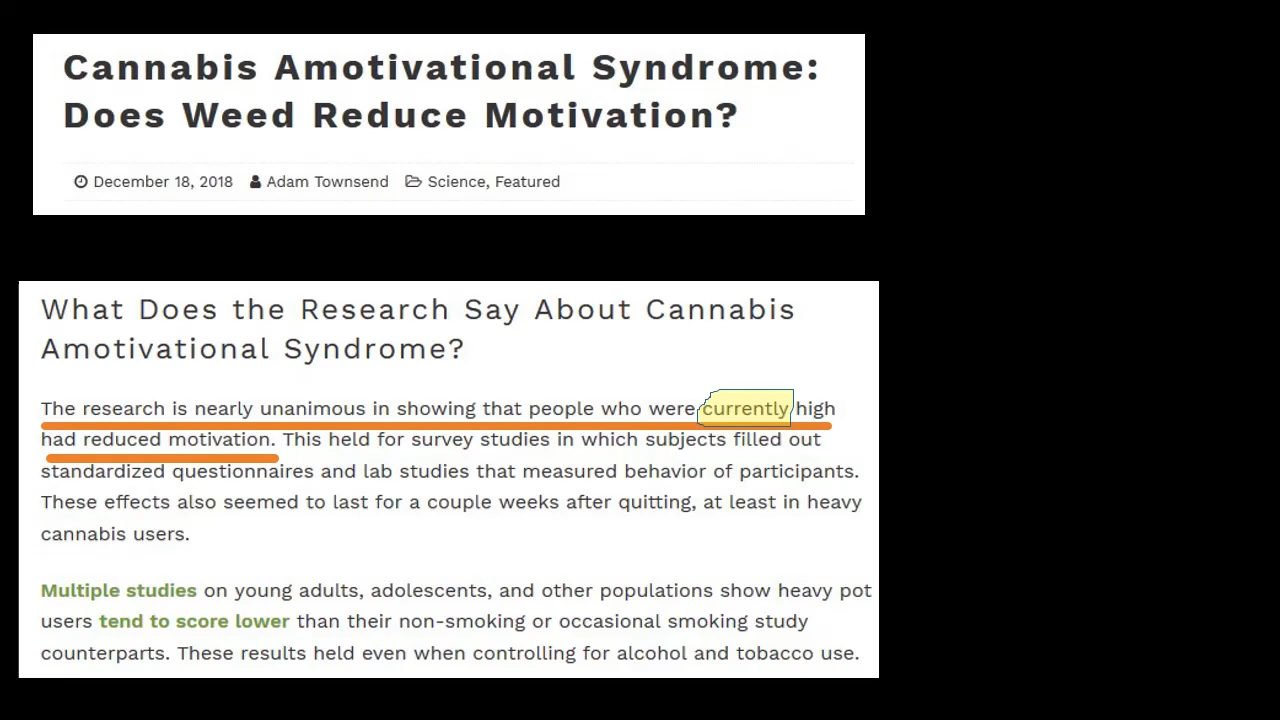 Cannabis Amotivational Syndrome:
Does Weed Reduce Motivation?
December 18, 2018 Adam Townsend Science, Featured
What Does the Research Say About Cannabis
Amotivational Syndrome?
The research is nearly unanimous in showing that people who were currently high
had reduced motivation. This held for survey studies in which subjects filled out
standardized questionnaires and lab studies that measured behavior of participants.
These effects also seemed to last for a couple weeks after quitting, at least in heavy
cannabis users.
Multiple studies on young adults, adolescents, and other populations show heavy pot
users tend to score lower than their non-smoking or occasional smoking study
counterparts. These results held even when controlling for alcohol and tobacco use.